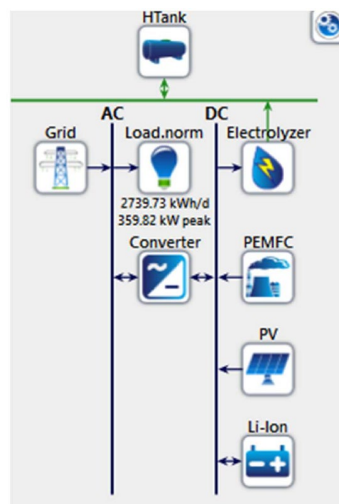 HTank
AC DC
Grid Load.norm Electrolyzer
2739.73 kWh/d
359.82 kW peak
Converter PEMFC
PV
Li-Ion